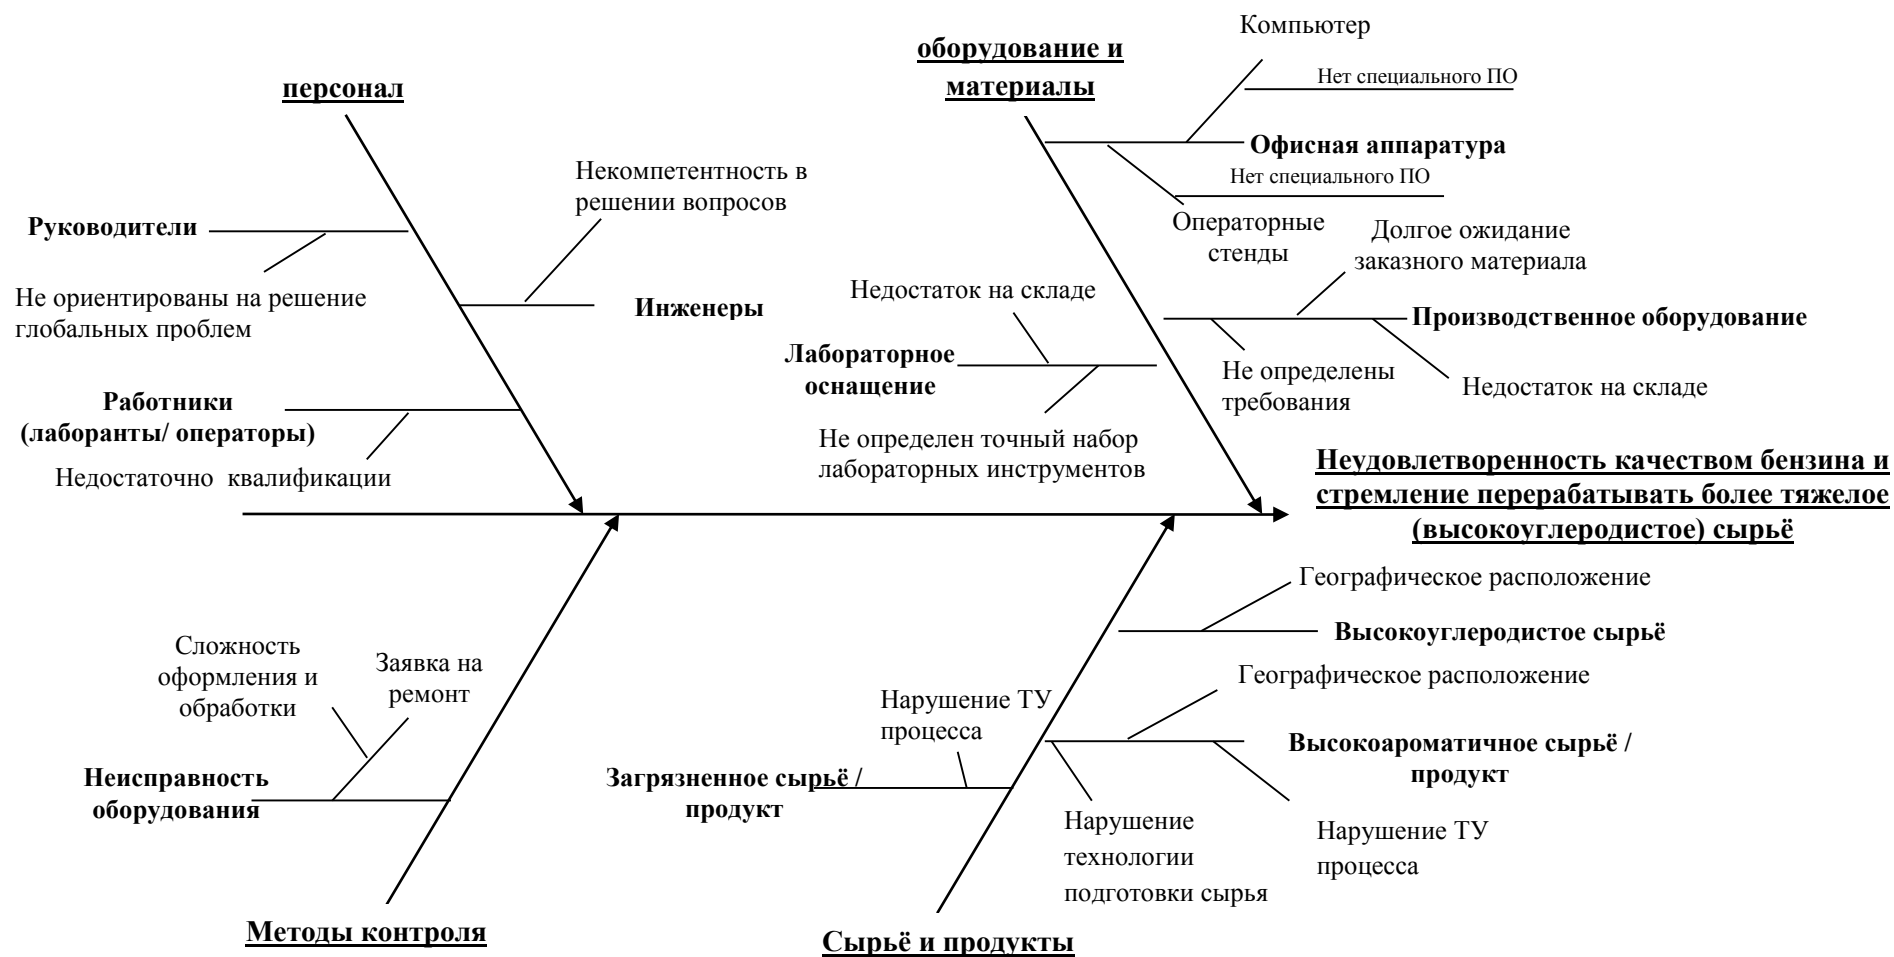 Компьютер
оборудование и
материалы
Нет специального ПО
персонал
Офисная аппаратура
Нет специального ПО
Некомпетентность в
решении вопросов
Руководители
Операторные
стенды
Долгое ожидание
заказного материала
Не ориентированы на решение
глобальных проблем
Инженеры
Недостаток на складе
Производственное оборудование
Лабораторное
оснащение
Не определены
требования
Недостаток на складе
Работники
(лаборанты/ операторы)
Недостаточно квалификации
Не определен точный набор
лабораторных инструментов
Неудовлетворенность качеством бензина и
стремление перерабатывать более тяжелое
(высокоуглеродистое) сырьё
Географическое расположение
Высокоуглеродистое сырьё
Сложность
оформления и
обработки
Заявка на
ремонт
Географическое расположение
Нарушение ТУ
процесса
Высокоароматичное сырьё /
продукт
Неисправность
оборудования
Загрязненное сырьё /
продукт
Нарушение
технологии
подготовки сырья
Нарушение ТУ
процесса
Методы контроля
Сырьё и продукты